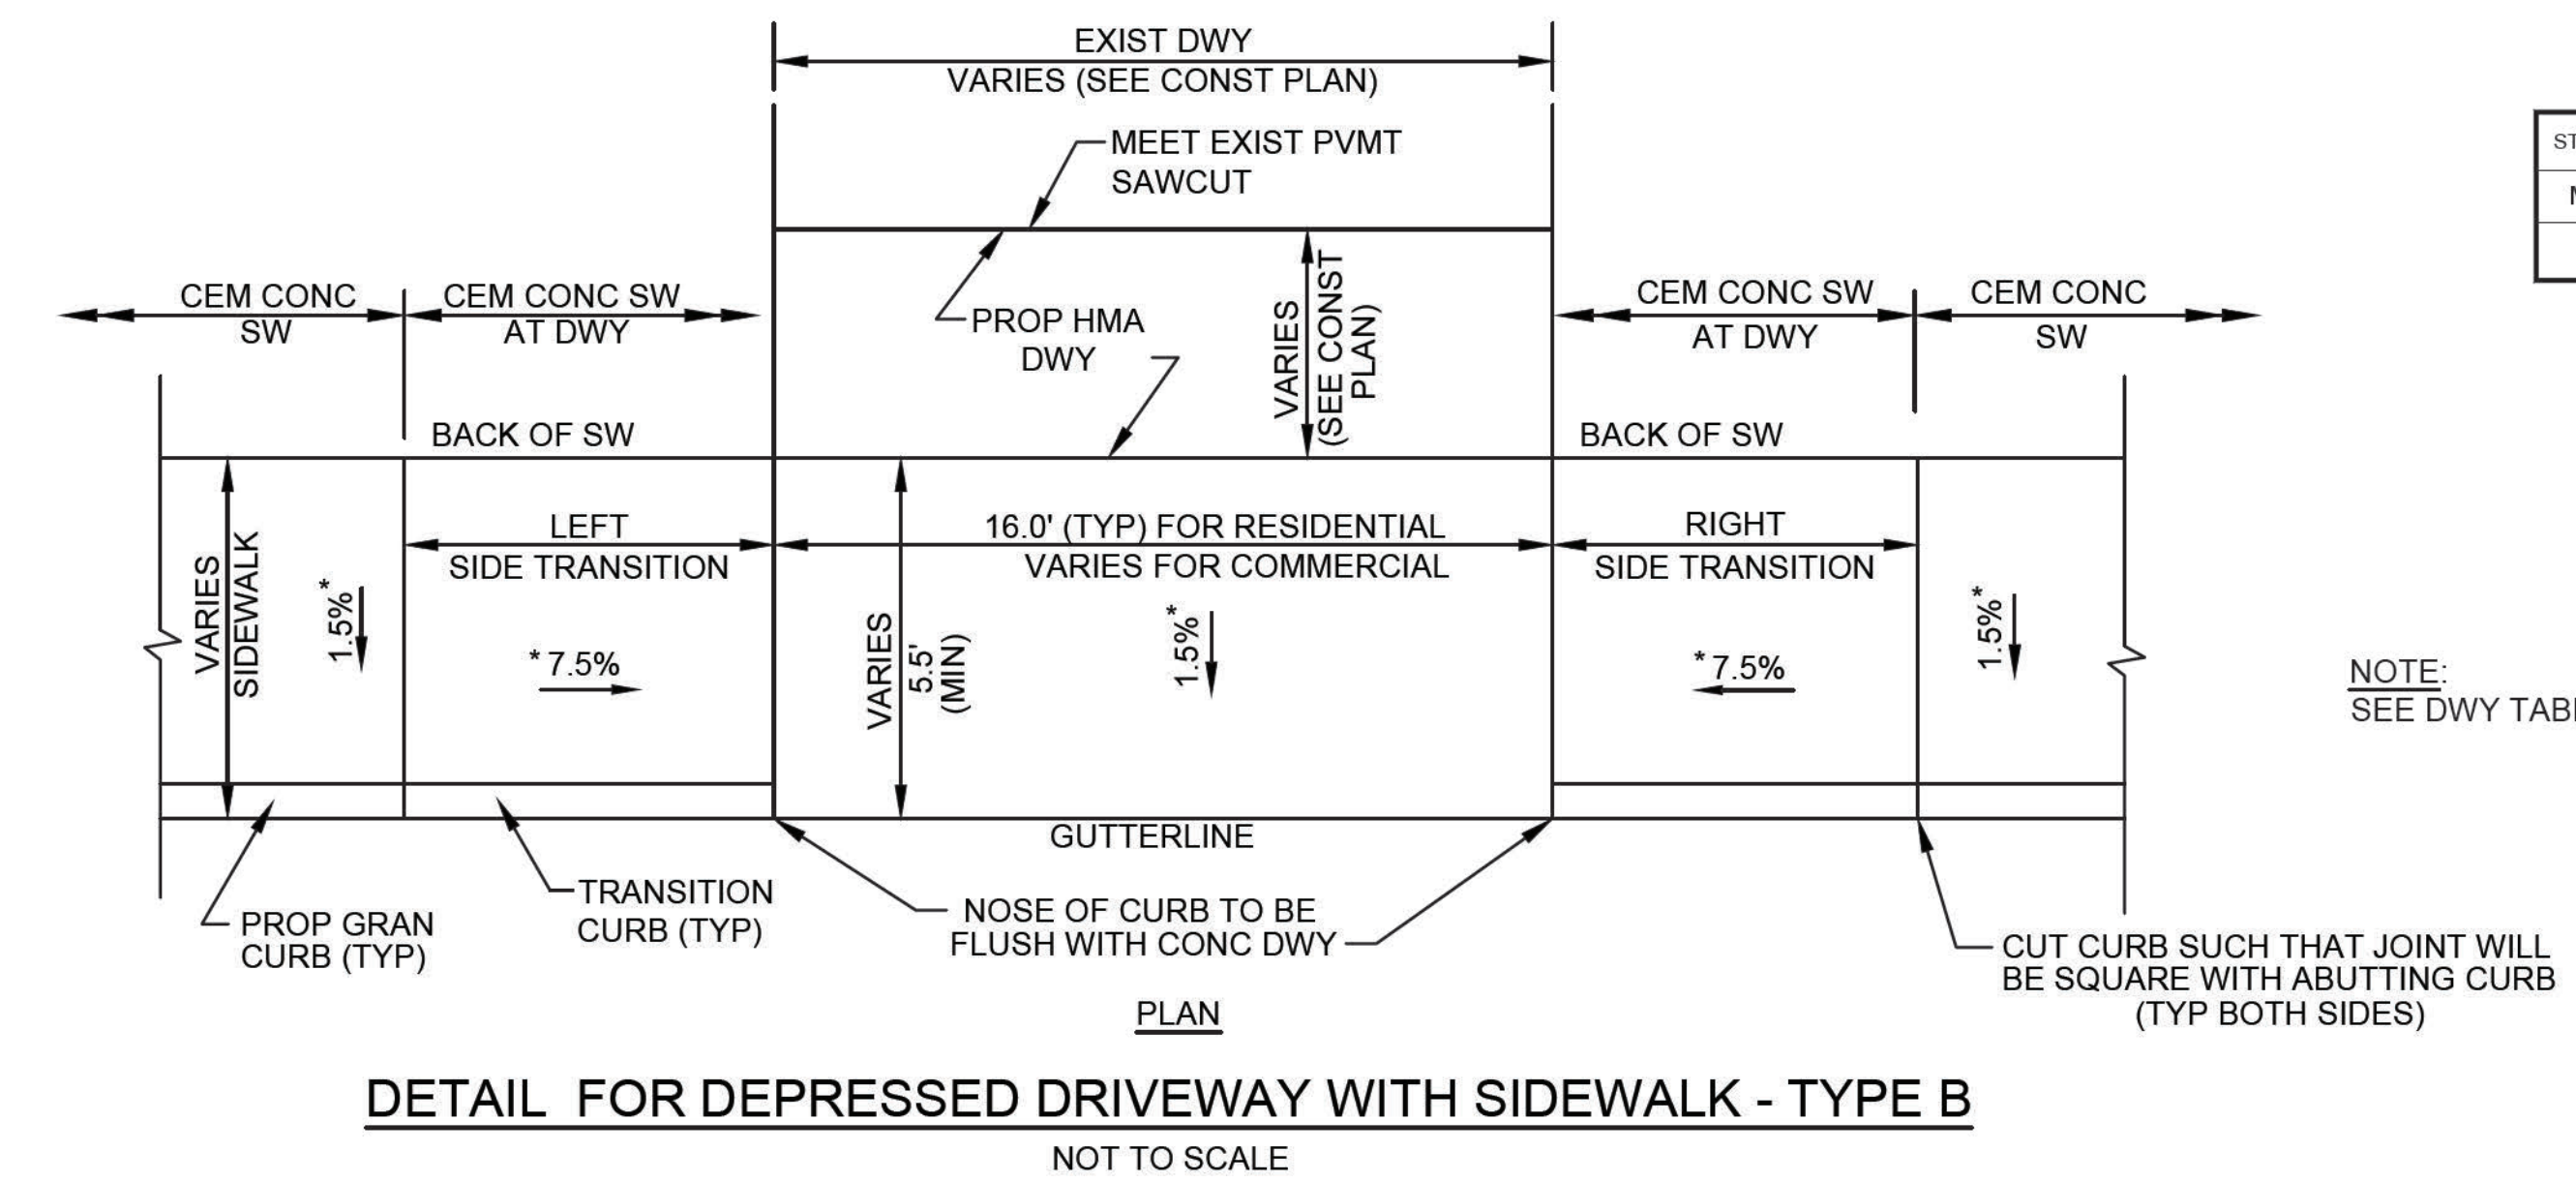 EXIST DWY
VARIES (SEE CONST PLAN)
MEET EXIST PVMT
SAWCUT
CEM CONC
SW
CEM CONC SW
AT DWY
PROP HMA
DWY
VARIES
(SEE CONST
PLAN)
CEM CONC SW
AT DWY
CEM CONC
SW
BACK OF SW
BACK OF SW
LEFT
SIDE TRANSITION
16.0' (TYP) FOR RESIDENTIAL
VARIES FOR COMMERCIAL
RIGHT
SIDE TRANSITION
VARIES
SIDEWALK
1.5%*
*7.5%
VARIES
5.5'
(MIN)
1.5%*
*7.5%
1.5%*
NOTE:
SEE DWY
GUTTERLINE
PROP GRAN
CURB (TYP)
TRANSITION
CURB (TYP)
NOSE OF CURB TO BE
FLUSH WITH CONC DWY
CUT CURB SUCH THAT JOINT WILL
BE SQUARE WITH ABUTTING CURB
(TYP BOTH SIDES)
PLAN
DETAIL FOR DEPRESSED DRIVEWAY WITH SIDEWALK - TYPE B
NOT TO SCALE